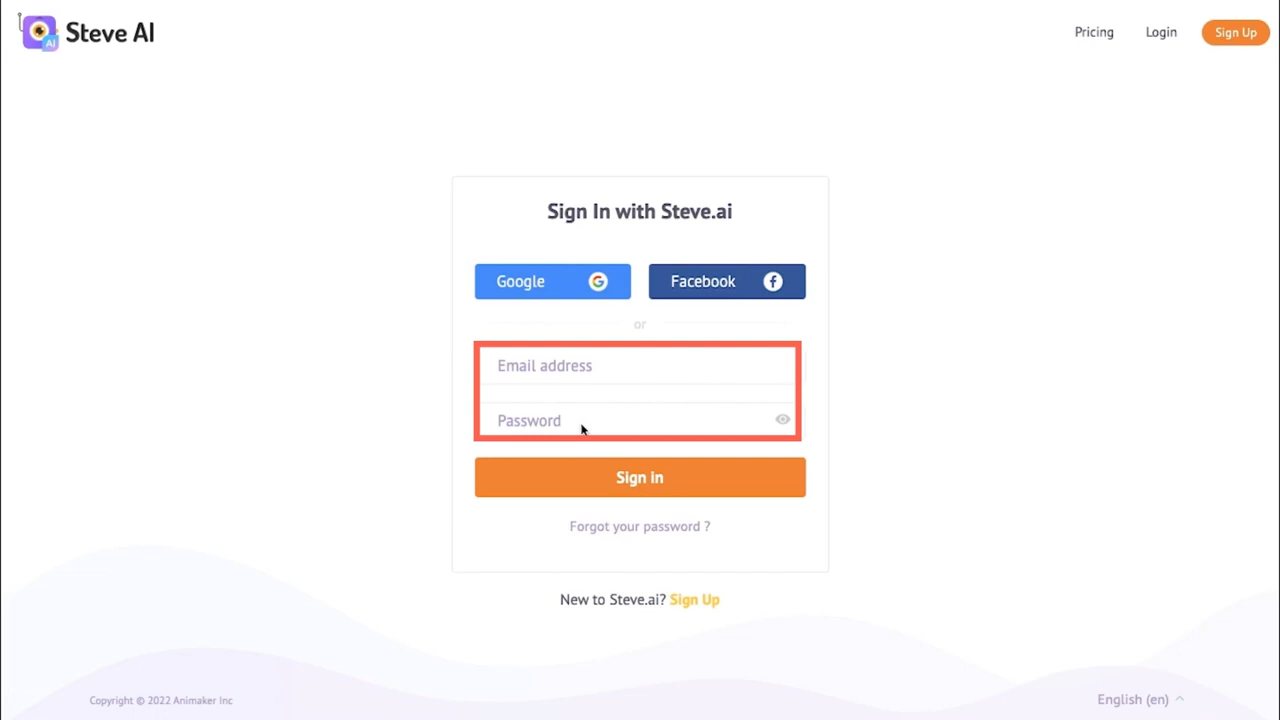 Steve AI
Pricing Login Sign Up
Sign In with Steve.ai
Google Facebook
or
Email address
Password
Sign in
Forgot your password ?
New to Steve.ai? Sign Up
Copyright © 2022 Animaker Inc
English (en)